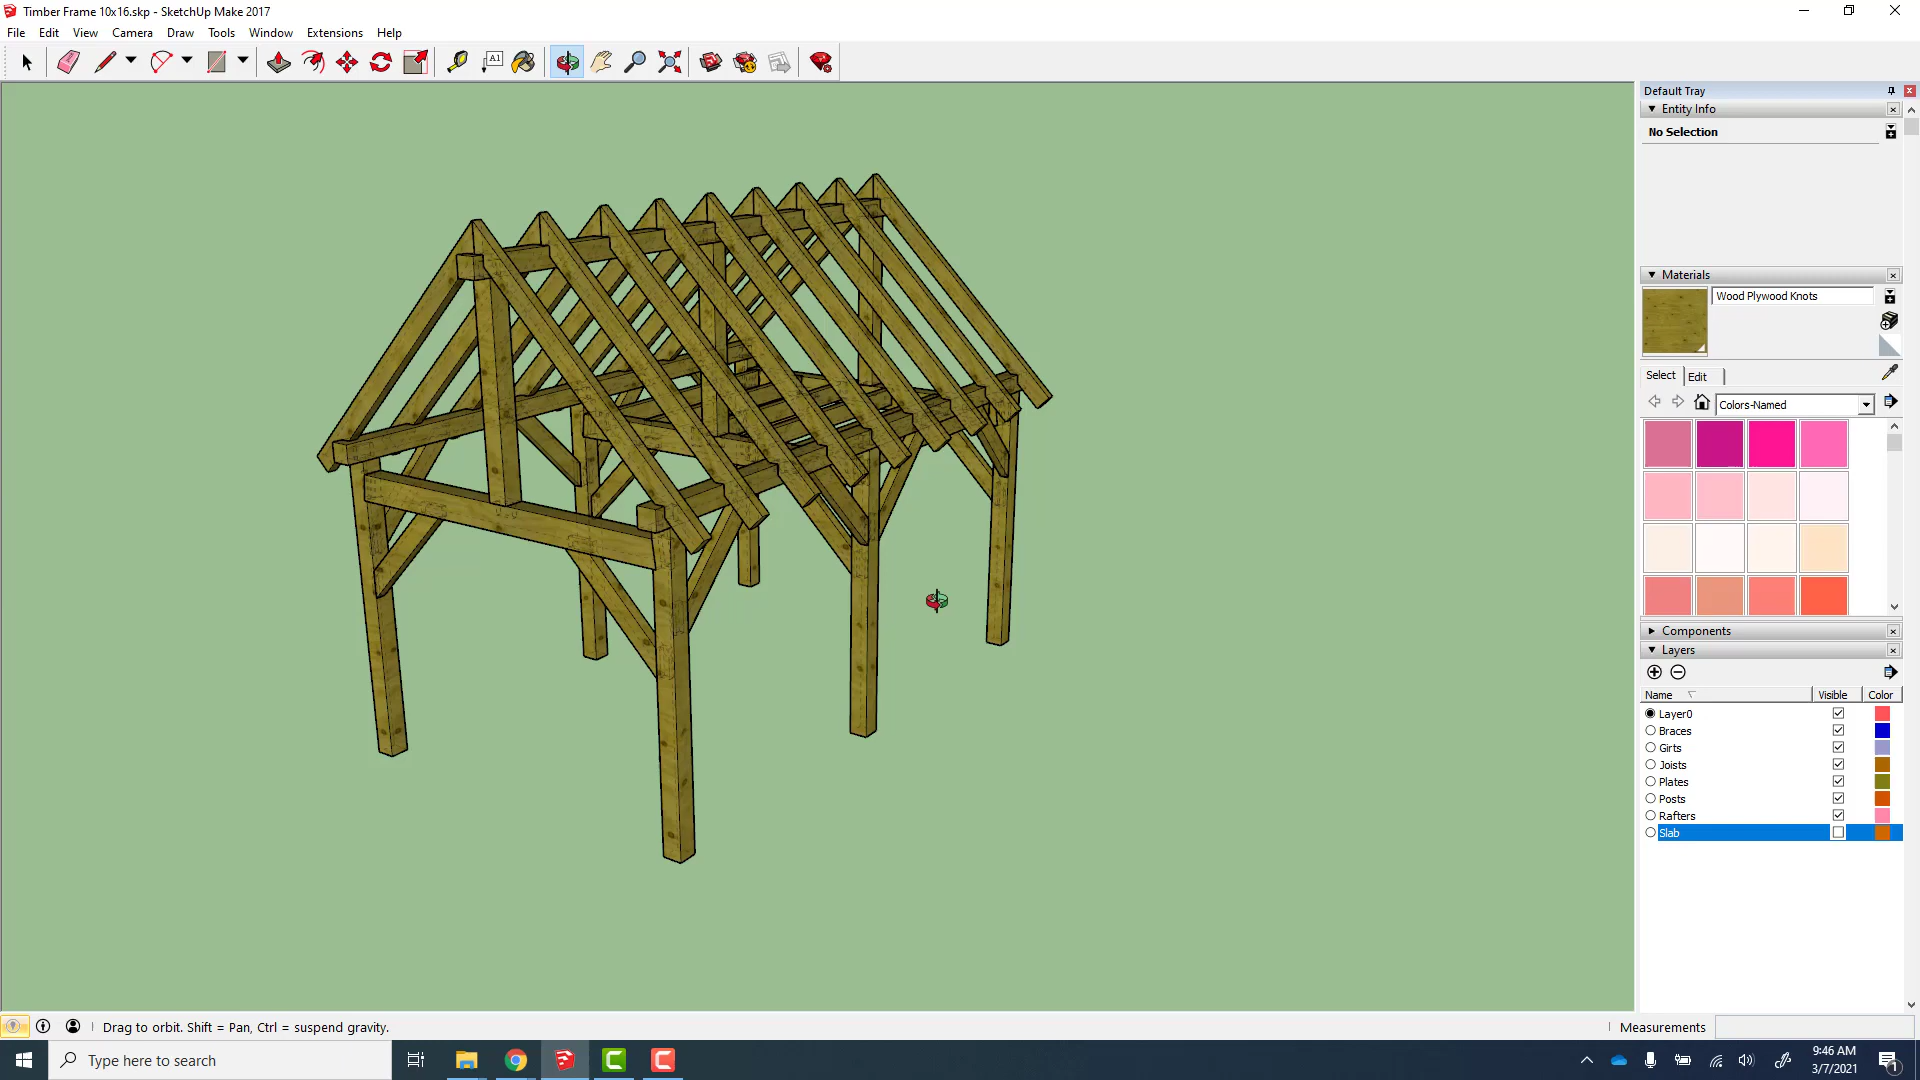 Timber Frame 10x16.skp - SketchUp Make 2017
File Edit View Camera Draw Tools Window Extensions Help
A1
Default Tray
Entity Info
No Selection
Materials
Wood Plywood Knots
Select Edit
Colors-Named
Components
Layers
Name Visible Color
Layer0
Braces
Girts
Joists
Plates
Posts
Rafters
Slab
Drag to orbit. Shift = Pan, Ctrl = suspend gravity.
Measurements
Type here to search
9:46 AM
3/7/2021
1